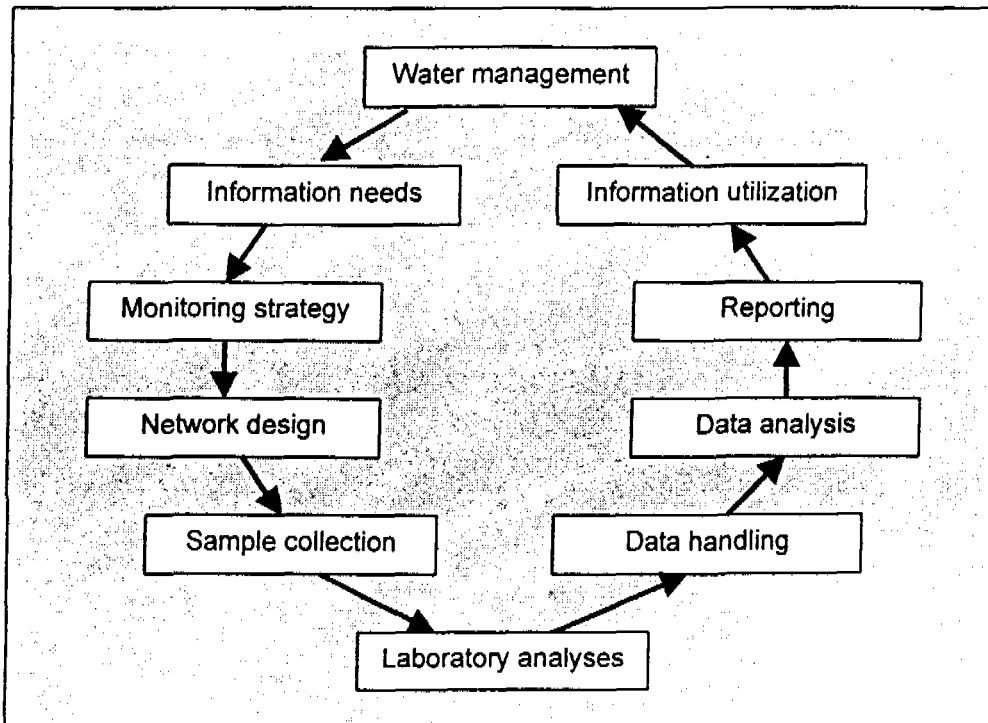 Water management
Information needs
Information utilization
Monitoring strategy
Reporting
Network design
Data analysis
Sample collection
Data handling
Laboratory analyses